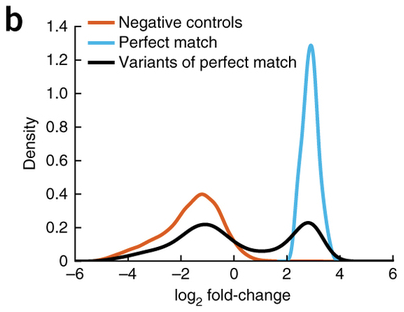 b
Negative controls
Perfect match
Variants of perfect match
Density
1.4
1.2
1.0
0.8
0.6
0.4
0.2
0
−6 −4 −2 0 2 4 6
log₂ fold-change